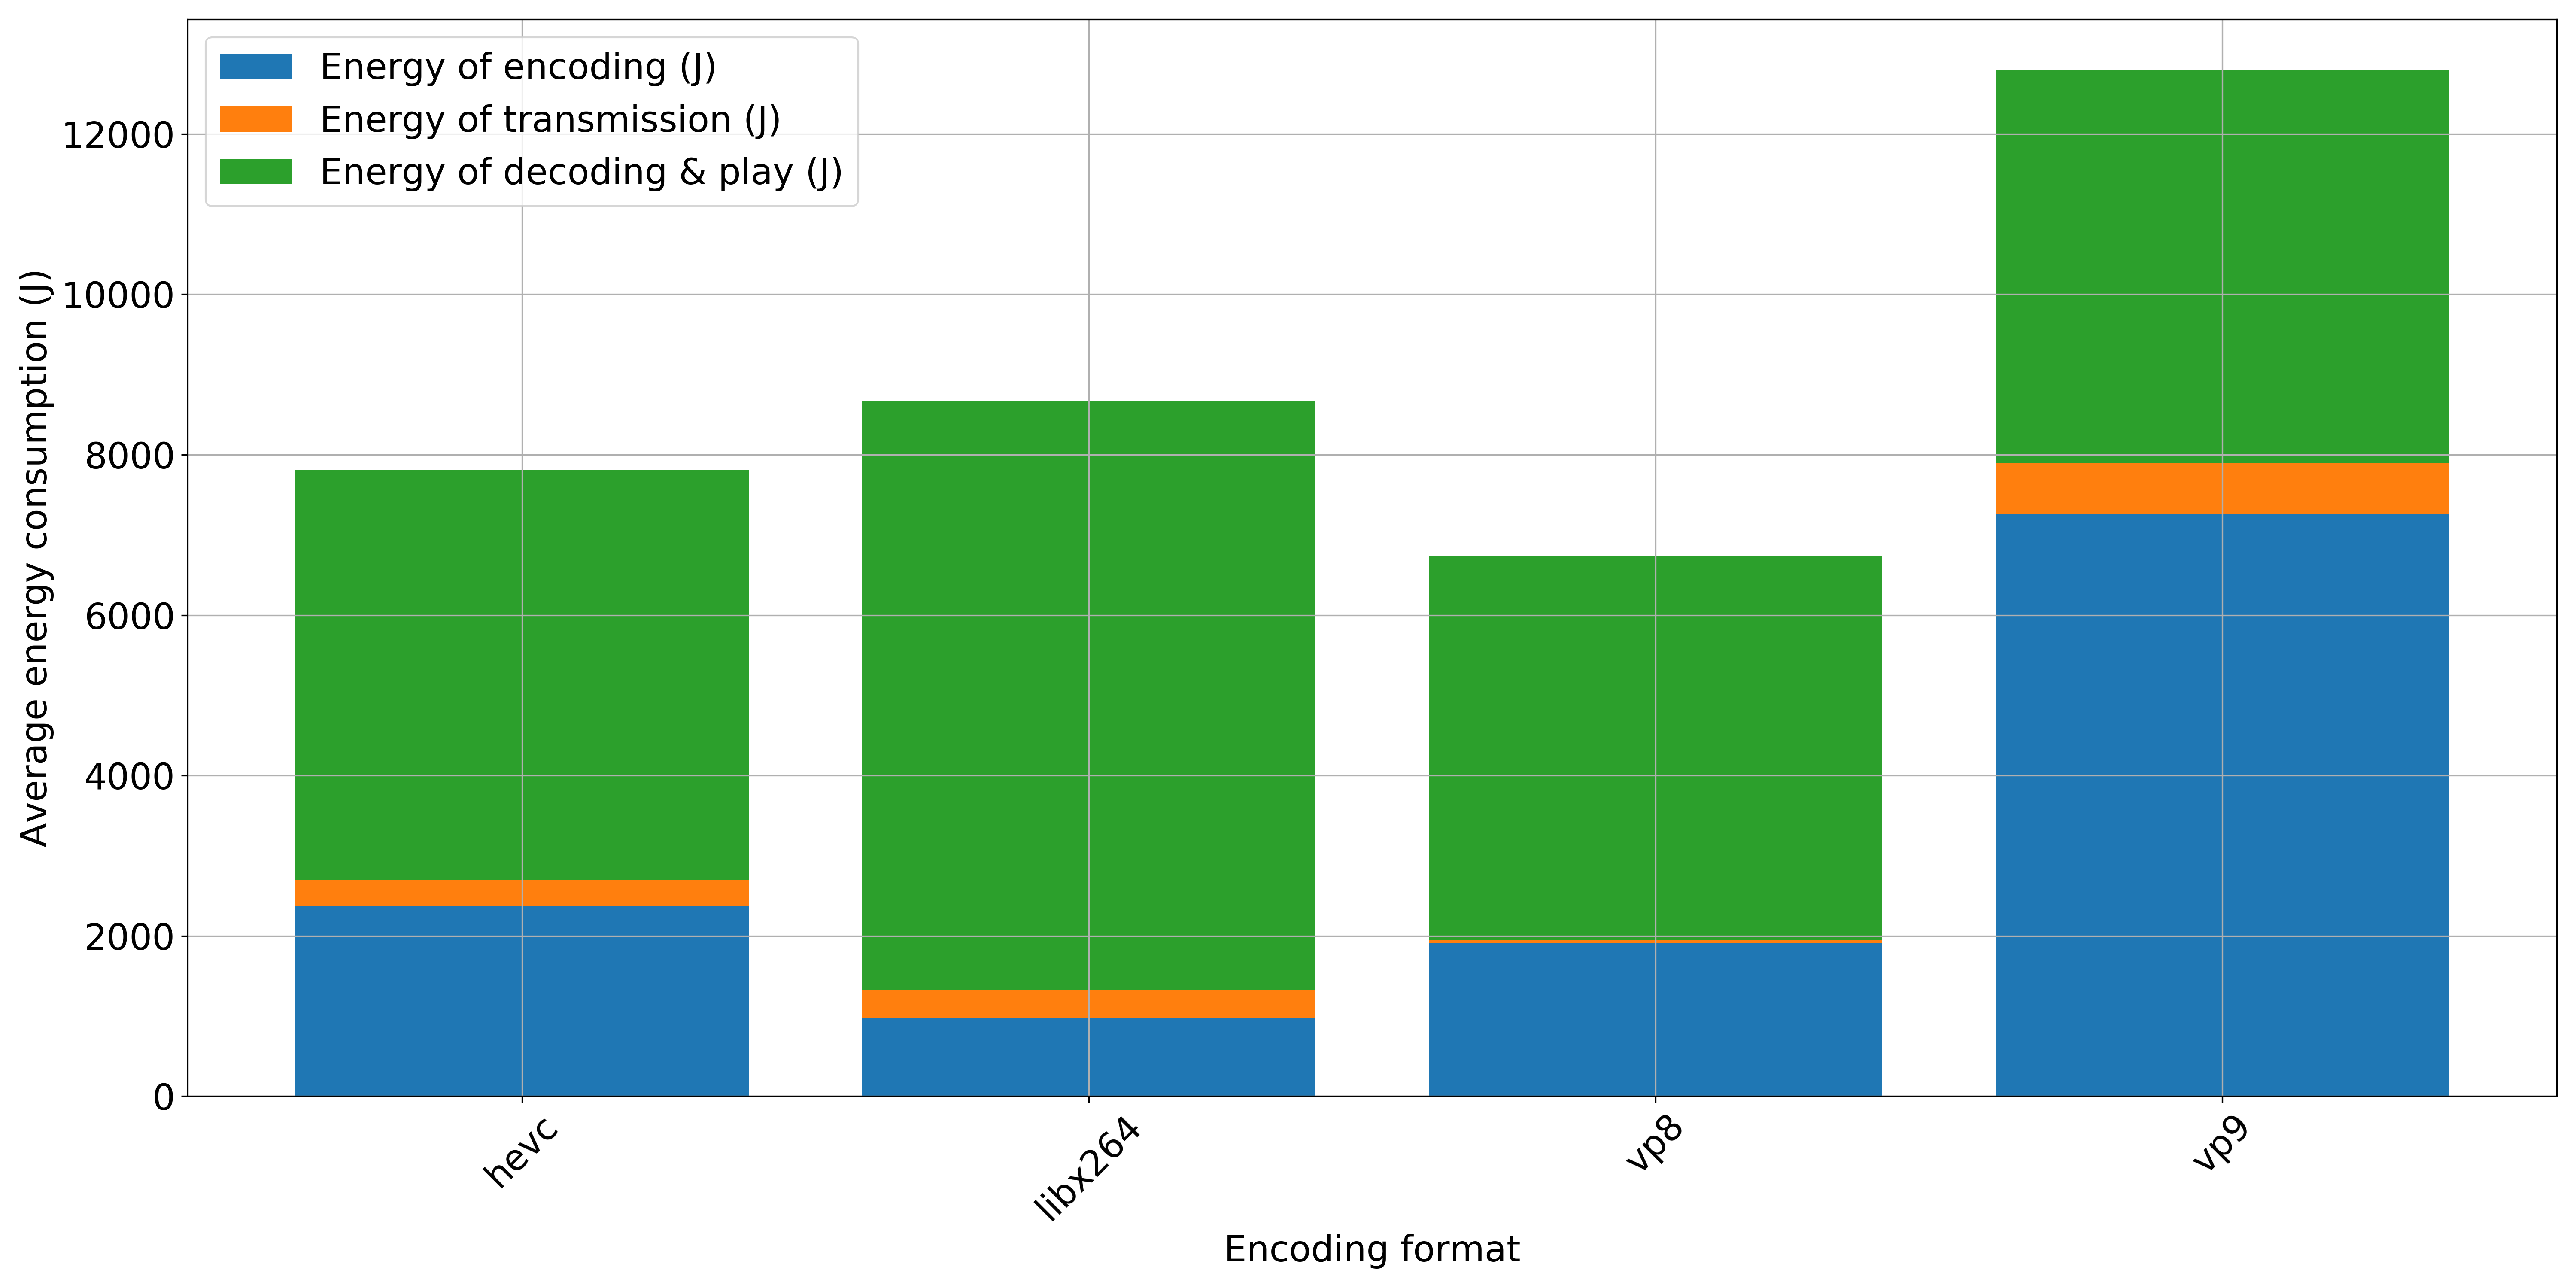 Energy of encoding (J)
Energy of transmission (J)
Energy of decoding & play (J)
Average energy consumption (J)
12000
10000
8000
6000
4000
2000
0
hevc
libx264
vp8
vp9
Encoding format